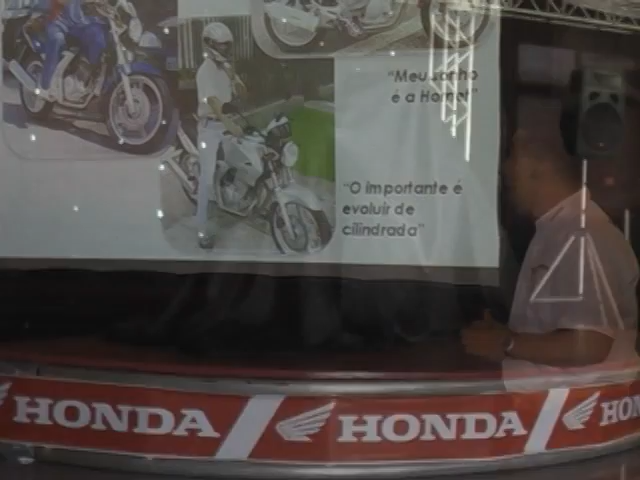 "Meu sonho
é a Hornet"
"O importante é
evoluir de
cilindrada"
HONDA HONDA HON